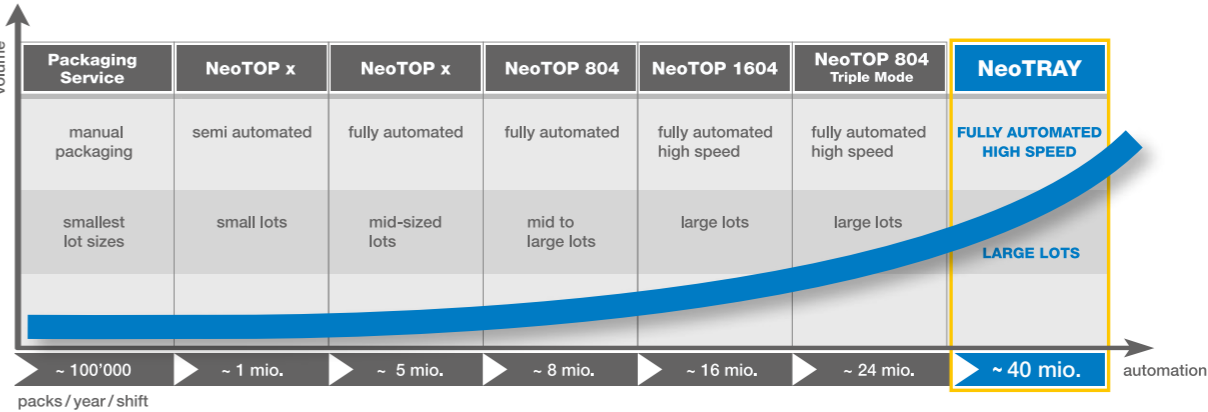 volume
Packaging
Service
NeoTOP x
NeoTOP x
NeoTOP 804
NeoTOP 1604
NeoTOP 804
Triple Mode
NeoTRAY
manual
packaging
semi automated
fully automated
fully automated
fully automated
high speed
fully automated
high speed
FULLY AUTOMATED
HIGH SPEED
smallest
lot sizes
small lots
mid-sized
lots
mid to
large lots
large lots
large lots
LARGE LOTS
~ 100’000
~ 1 mio.
~ 5 mio.
~ 8 mio.
~ 16 mio.
~ 24 mio.
~ 40 mio.
automation
packs / year / shift